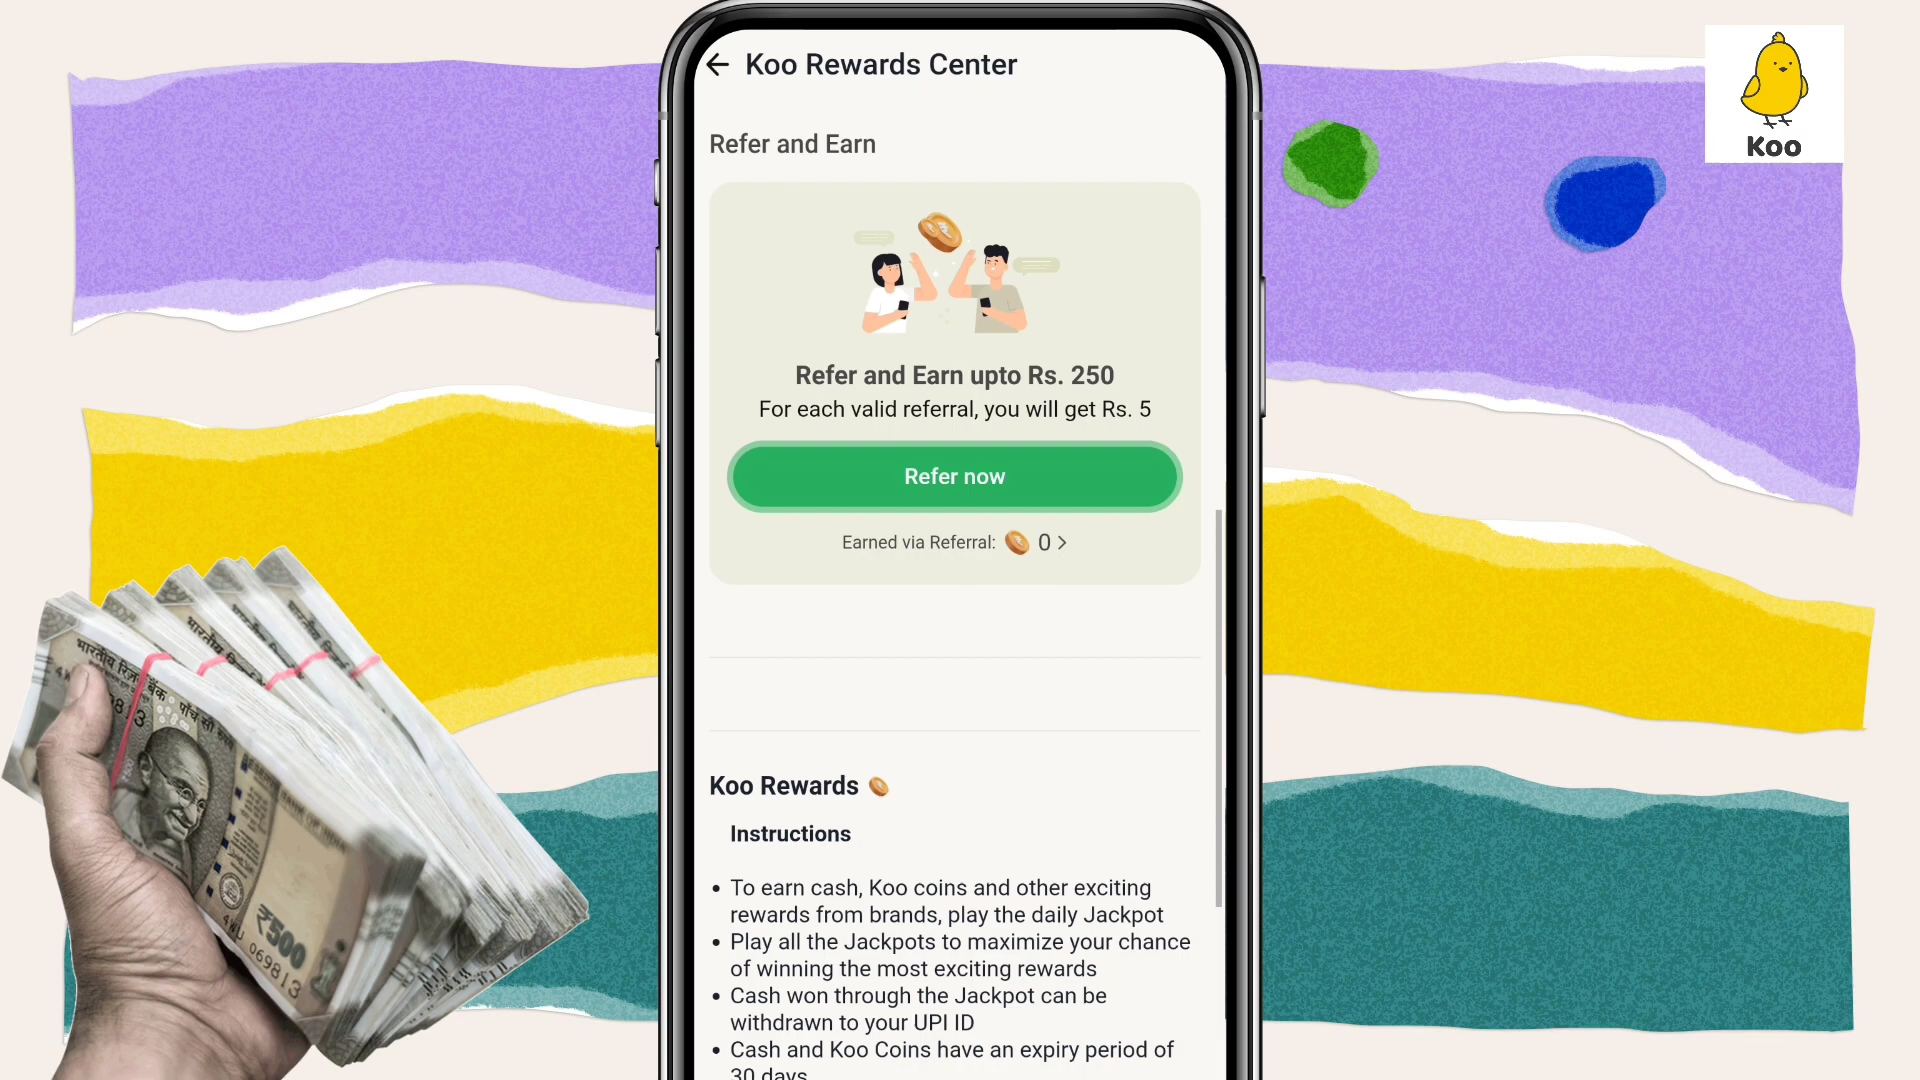 Koo Rewards Center
Koo
Refer and Earn
Refer and Earn upto Rs. 250
For each valid referral, you will get Rs. 5
Refer now
Earned via Referral: 0
Koo Rewards
Instructions
• To earn cash, Koo coins and other exciting
rewards from brands, play the daily Jackpot
• Play all the Jackpots to maximize your chance
of winning the most exciting rewards
• Cash won through the Jackpot can be
withdrawn to your UPI ID
• Cash and Koo Coins have an expiry period of
30 days
भारतीय रिज़र्व बैंक
पाँच सौ
₹500
069813